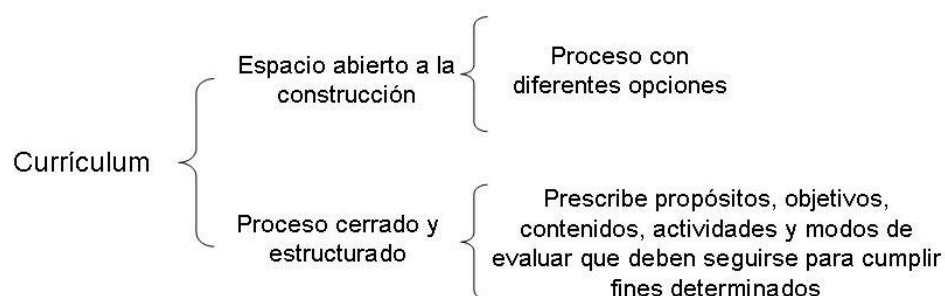 Currículum
Espacio abierto a la
construcción
Proceso con
diferentes opciones
Proceso cerrado y
estructurado
Prescribe propósitos, objetivos,
contenidos, actividades y modos de
evaluar que deben seguirse para cumplir
fines determinados